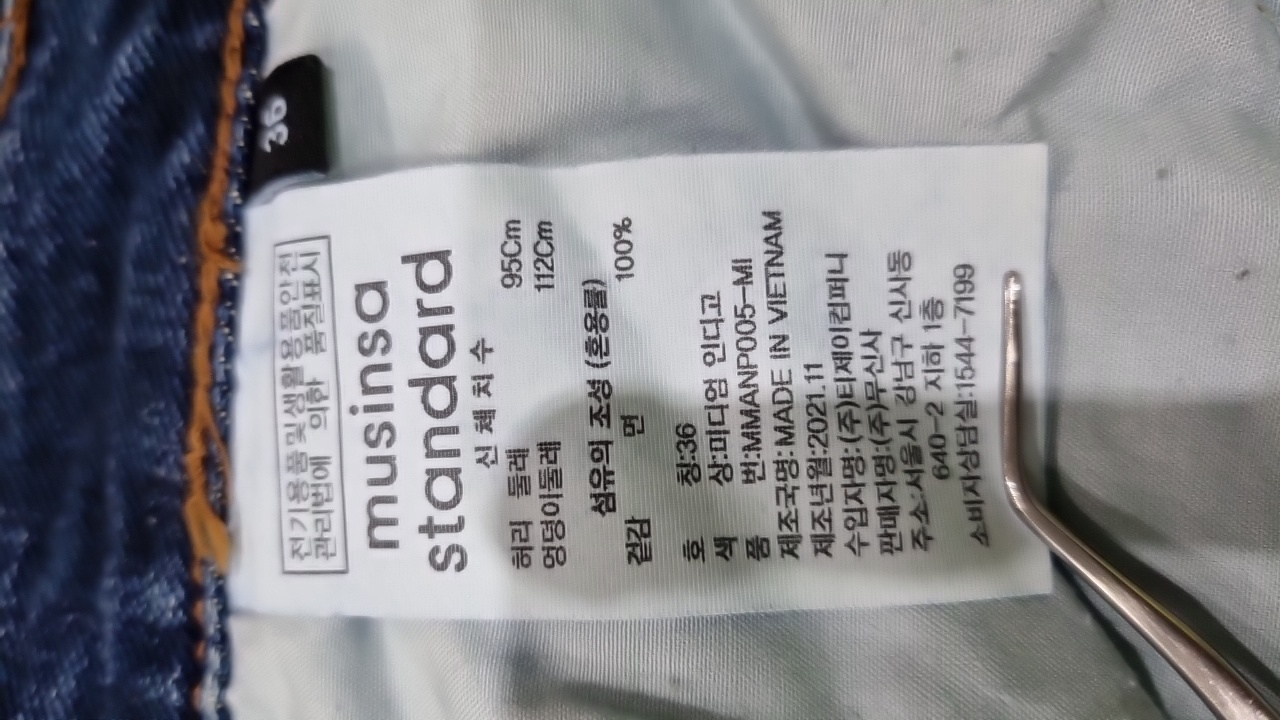 36
전기용품및생활용품안전
관리법에 의한 품질표시
musinsa
standard
신 체 치 수
허리 둘레 95Cm
엉덩이둘레 112Cm
섬유의 조성 (혼용률)
겉감 면 100%
호 칭:36
색 상:미디엄 인디고
품 번:MMANP005-MI
제조국명:MADE IN VIETNAM
제조년월:2021.11
수입자명:(주)티제이컴퍼니
판매자명:(주)무신사
주소:서울시 강남구 신사동
640-2 지하 1층
소비자상담실:1544-7199